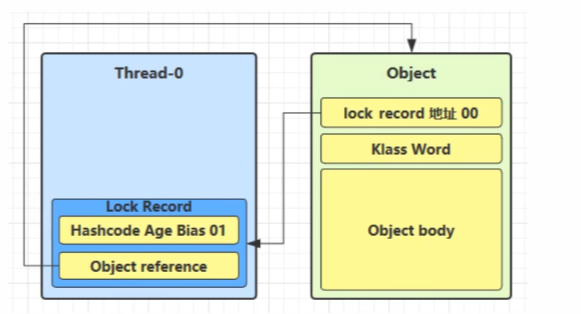 Thread-0
Lock Record
Hashcode Age Bias 01
Object reference
Object
lock record 地址 00
Klass Word
Object body